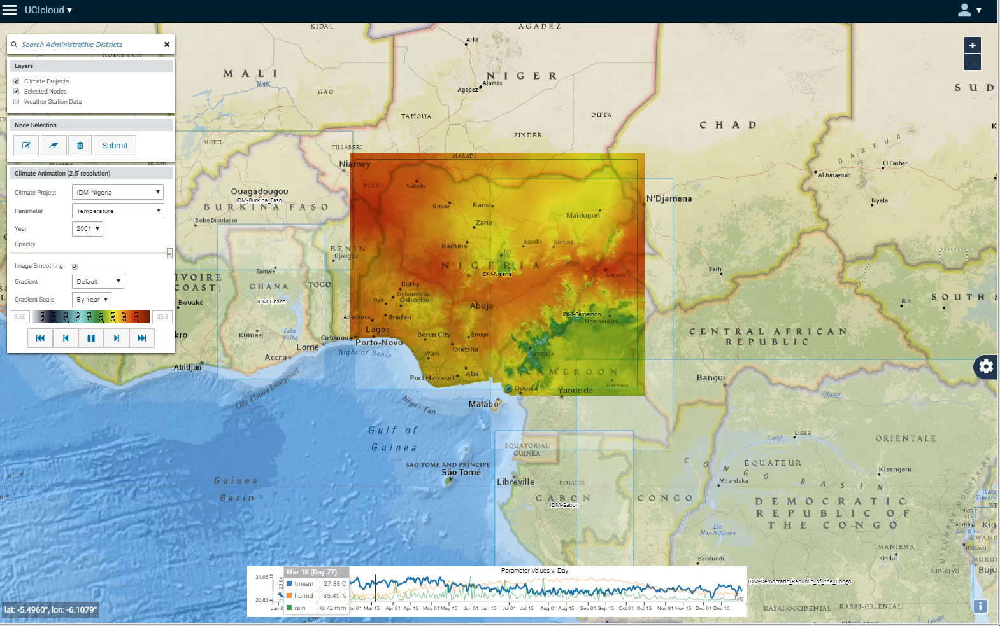 UCIcloud
Search Administrative Districts
Layers
Climate Projects
Selected Nodes
Weather Station Data
Node Selection
Submit
Climate Animation (2.5' resolution)
Climate Project
IDM-Nigeria
Parameter
Temperature
Year
2001
Opacity
Image Smoothing
Gradient
Default
Gradient Scale
By Year
3.30
6.60
13.2
16.5
19.8
23.1
26.4
29.7
33.0
36.3
KIDAL
AGADEZ
Arlit
MALI
Niger
GAO
NIGER
Alarsas
Agadez
TAHOUA
DIFFA
ZINDER
MOPTI
TILLABERI
MARADI
Niamey
DOSSO
CHAD
SUD
DARFUR
El Fasher
Al Junaynah
Nyala
Ouagadougou
IDM-Burkina_Faso
BURKINA FASO
Bobo Dioulasso
BENIN
Djougou
Sokoto
Gusau
Kano
Zaria
Maiduguri
N'Djamena
Kaduna
Bauchi
Gombe
Jos
NIGERIA
IDM-Nigeria
Garoua
Sarh
Tamale
GHANA
TOGO
IDM-Ghana
IVOIRE
COAST)
Bouaké
Ilorin
Ogbomosho
Oyo
Oshogbo
Abuja
Abeokuta
Ibadan
IDM-Cameroon
Ngaoundere
Biri
SOUTH S
Kumasi
Lake
Volta
kro
Lagos
Cotonou
Porto-Novo
Benin City
Enugu
Onitsha
Bamenda
CENTRAL AFRICAN
REPUBLIC
Lomé
Accra
Bight of Benin
Warri
CAMEROON
Abidjan
Port Harcourt
Aba
Douala
Bertoua
Yaoundé
Bangui
Côte d'Ivoire Escarpment
Niger Fan
Malabo
Ubangi
Gulf of
Guinea
EQUATORIAL
GUINEA
Congo
Lisala
ORIENTALE
SAO TOME AND PRINCIPE
São Tomé
Libreville
EQUATOR
ÉQUATEUR
Kisangani
CONGO BASIN
Mbandaka
Guinea
Basin
GABON
IDM-Gabon
CONGO
DEMOCRATIC
REPUBLIC OF
THE CONGO
Lake
Edward
NORD-
KIVU
Goma
Kiga
RWAND
MITUMBAR MOUNTAINS
Lac
Mai-Ndombe
MANIEMA
Kindu
Bukavu
Bandundu
SUD-KIVU
BURUN
Buju
IDM-Democratic_Republic_of_the_Congo
KASAI-OCCIDENTAL
KASAI-ORIENTAL
Parameter Values v. Day
31.06
22.94
20.63
Mar 18 (Day 77)
tmean 27.88 C
humid 35.45 %
rain 0.72 mm
Day
Jan 0
ar 01 Mar 15 Apr 01 Apr 15 May 01 May 15 Jun 01 Jun 15 Jul 01 Jul 15 Aug 01 Aug 15 Sep 01 Sep 15 Oct 01 Oct 15 Nov 01 Nov 15 Dec 01 Dec 15
lat: -5.4960°, lon: -6.1079°